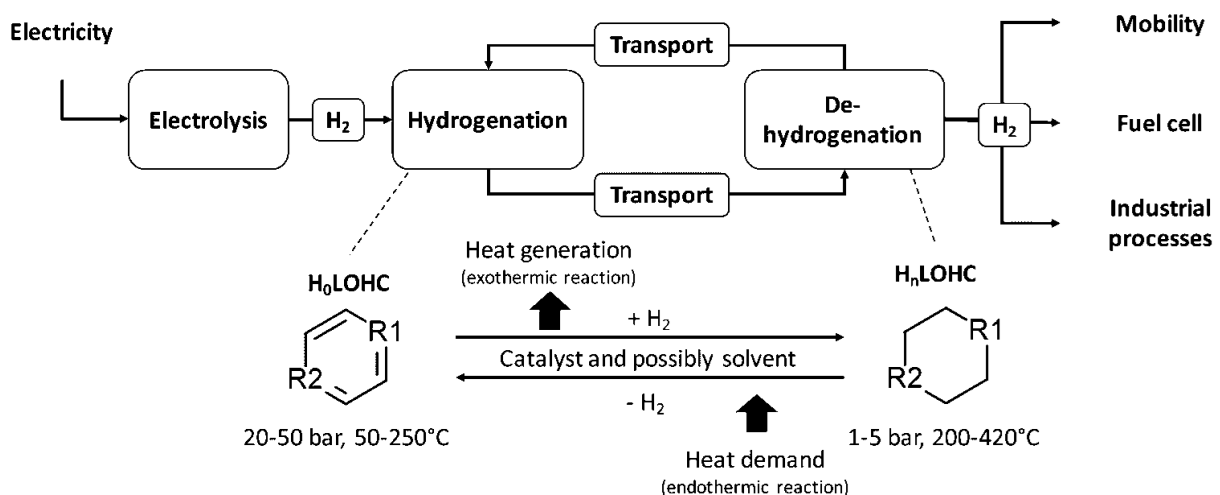 Electricity
Electrolysis
H₂
Hydrogenation
Transport
Transport
De-
hydrogenation
H₂
Mobility
Fuel cell
Industrial
processes
Heat generation
(exothermic reaction)
H₀LOHC
R1
R2
20-50 bar, 50-250°C
+ H₂
Catalyst and possibly solvent
- H₂
Heat demand
(endothermic reaction)
HₙLOHC
R1
R2
1-5 bar, 200-420°C